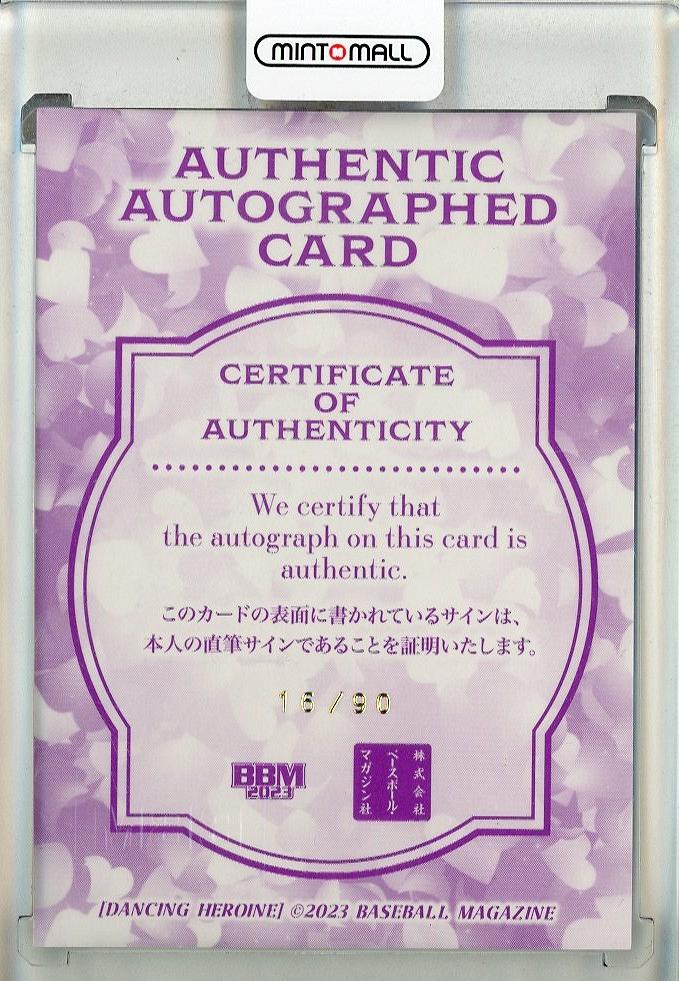 MINTMALL
AUTHENTIC
AUTOGRAPHED
CARD
CERTIFICATE
OF
AUTHENTICITY
We certify that
the autograph on this card is
authentic.
このカードの表面に書かれているサインは、
本人の直筆サインであることを証明いたします。
16/90
BBM
2023
株式会社
ベースボール・
マガジン社
[DANCING HEROINE] ©2023 BASEBALL MAGAZINE